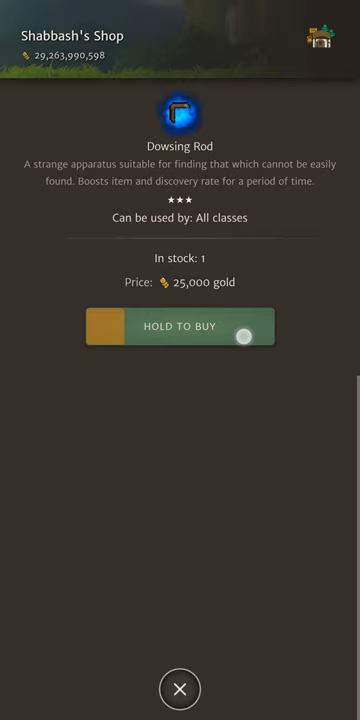 Shabbash's Shop
29,263,990,598
Dowsing Rod
A strange apparatus suitable for finding that which cannot be easily
found. Boosts item and discovery rate for a period of time.
★★★
Can be used by: All classes
In stock: 1
Price: 25,000 gold
HOLD TO BUY